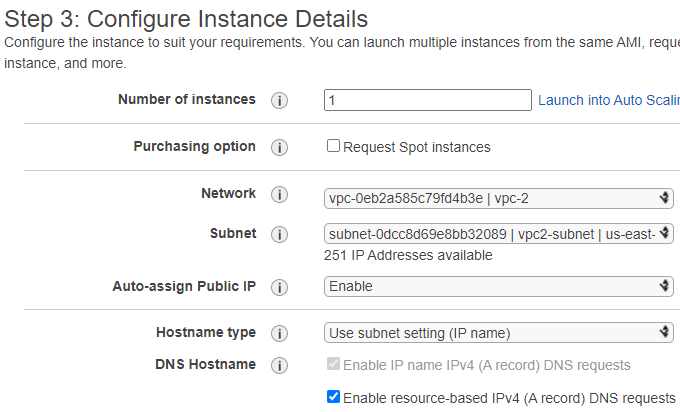 Step 3: Configure Instance Details
Configure the instance to suit your requirements. You can launch multiple instances from the same AMI, reque
instance, and more.
Number of instances i 1 Launch into Auto Scalin
Purchasing option i Request Spot instances
Network i vpc-0eb2a585c79fd4b3e | vpc-2
Subnet i subnet-0dcc8d69e8bb32089 | vpc2-subnet | us-east-
251 IP Addresses available
Auto-assign Public IP i Enable
Hostname type i Use subnet setting (IP name)
DNS Hostname i Enable IP name IPv4 (A record) DNS requests
Enable resource-based IPv4 (A record) DNS requests